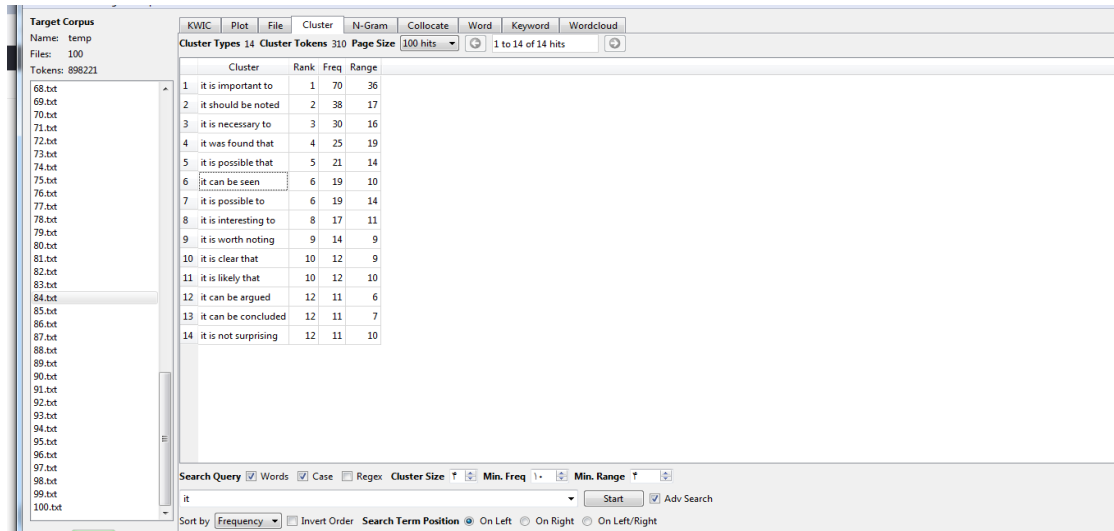 Target Corpus
Name: temp
Files: 100
Tokens: 898221
68.txt
69.txt
70.txt
71.txt
72.txt
73.txt
74.txt
75.txt
76.txt
77.txt
78.txt
79.txt
80.txt
81.txt
82.txt
83.txt
84.txt
85.txt
86.txt
87.txt
88.txt
89.txt
90.txt
91.txt
92.txt
93.txt
94.txt
95.txt
96.txt
97.txt
98.txt
99.txt
100.txt
KWIC Plot File Cluster N-Gram Collocate Word Keyword Wordcloud
Cluster Types 14 Cluster Tokens 310 Page Size 100 hits 1 to 14 of 14 hits
Cluster Rank Freq Range
1 it is important to 1 70 36
2 it should be noted 2 38 17
3 it is necessary to 3 30 16
4 it was found that 4 25 19
5 it is possible that 5 21 14
6 it can be seen 6 19 10
7 it is possible to 6 19 14
8 it is interesting to 8 17 11
9 it is worth noting 9 14 9
10 it is clear that 10 12 9
11 it is likely that 10 12 10
12 it can be argued 12 11 6
13 it can be concluded 12 11 7
14 it is not surprising 12 11 10
Search Query Words Case Regex Cluster Size ۴ Min. Freq ۱۰ Min. Range ۴
it Start Adv Search
Sort by Frequency Invert Order Search Term Position On Left On Right On Left/Right